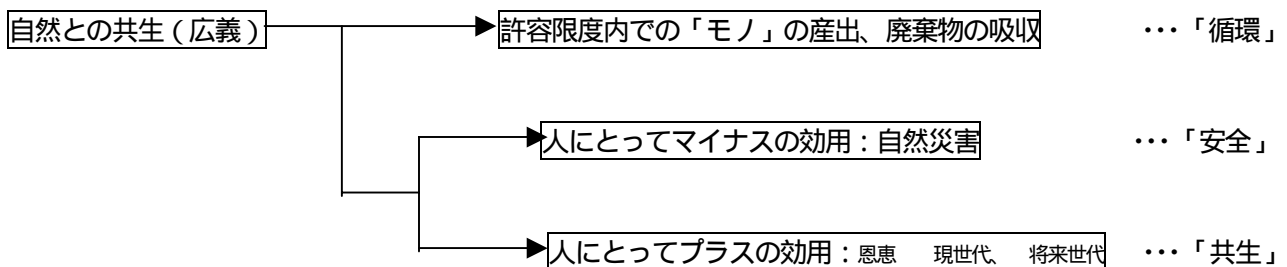 自然との共生（広義） 許容限度内での「モノ」の産出、廃棄物の吸収 ･･･「循環」
人にとってマイナスの効用：自然災害 ･･･「安全」
人にとってプラスの効用：恩恵 現世代、 将来世代 ･･･「共生」